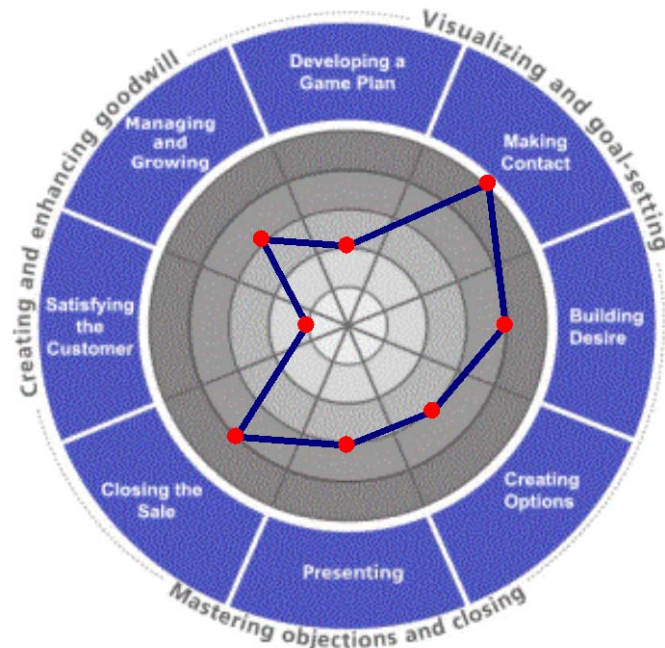 Visualizing and goal-setting
Mastering objections and closing
Creating and enhancing goodwill
Developing a
Game Plan
Making
Contact
Building
Desire
Creating
Options
Presenting
Closing the
Sale
Satisfying
the
Customer
Managing
and
Growing